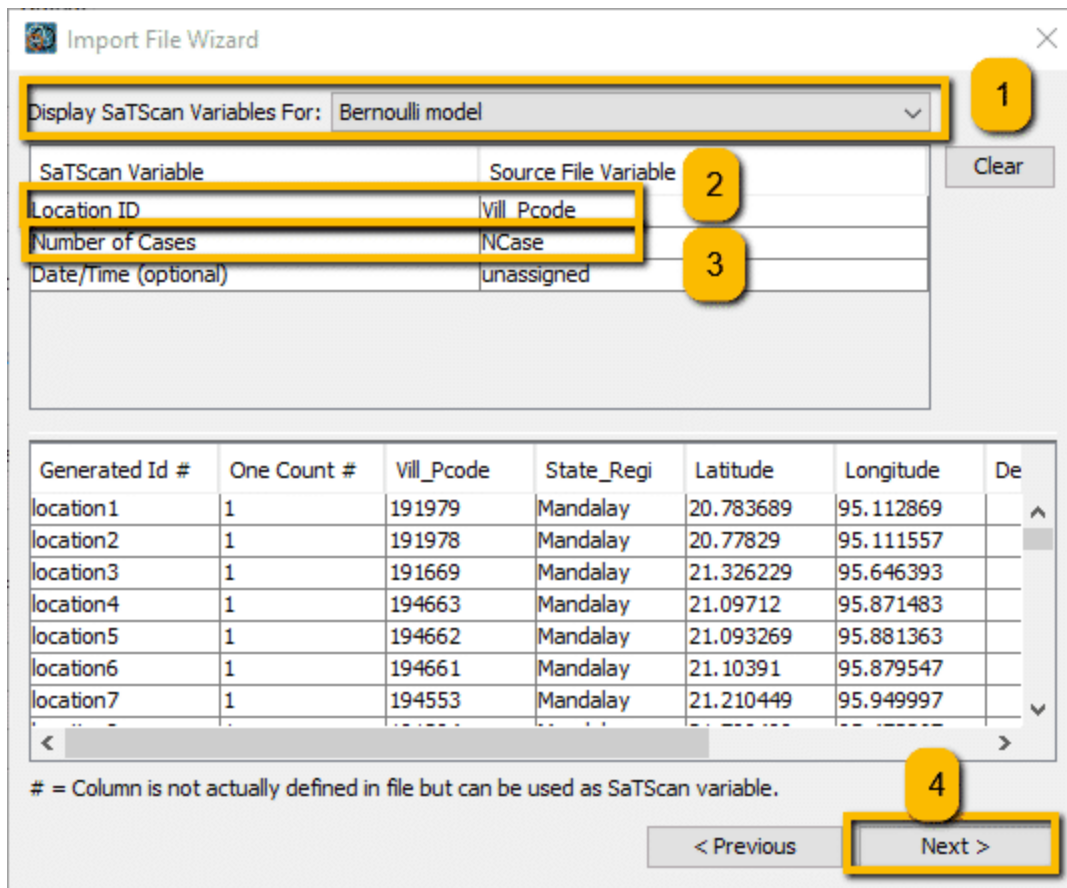 Import File Wizard
1
Display SaTScan Variables For: Bernoulli model
SaTScan Variable Source File Variable Clear
2
Location ID Vill_Pcode
Number of Cases NCase
3
Date/Time (optional) unassigned
Generated Id # One Count # Vill_Pcode State_Regi Latitude Longitude De
location1 1 191979 Mandalay 20.783689 95.112869
location2 1 191978 Mandalay 20.77829 95.111557
location3 1 191669 Mandalay 21.326229 95.646393
location4 1 194663 Mandalay 21.09712 95.871483
location5 1 194662 Mandalay 21.093269 95.881363
location6 1 194661 Mandalay 21.10391 95.879547
location7 1 194553 Mandalay 21.210449 95.949997
# = Column is not actually defined in file but can be used as SaTScan variable.
4
< Previous Next >